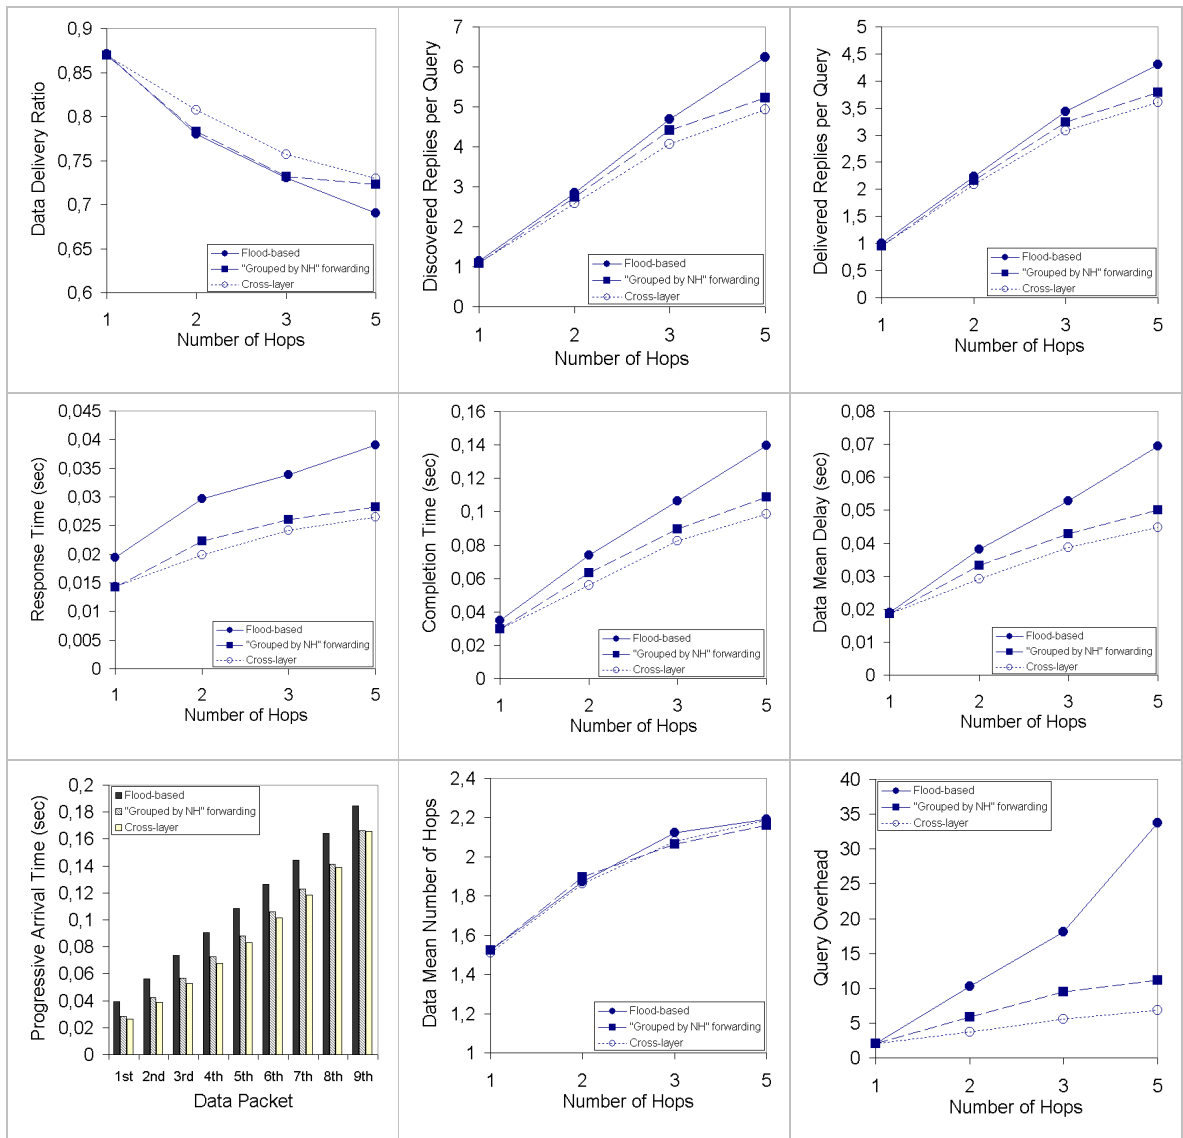 0,9
0,85
0,8
0,75
0,7
0,65
0,6
Data Delivery Ratio
Flood-based
"Grouped by NH" forwarding
Cross-layer
1 2 3 5
Number of Hops
7
6
5
4
3
2
1
0
Discovered Replies per Query
Flood-based
"Grouped by NH" forwarding
Cross-layer
1 2 3 5
Number of Hops
5
4,5
4
3,5
3
2,5
2
1,5
1
0,5
0
Delivered Replies per Query
Flood-based
"Grouped by NH" forwarding
Cross-layer
1 2 3 5
Number of Hops
0,045
0,04
0,035
0,03
0,025
0,02
0,015
0,01
0,005
0
Response Time (sec)
Flood-based
"Grouped by NH" forwarding
Cross-layer
1 2 3 5
Number of Hops
0,16
0,14
0,12
0,1
0,08
0,06
0,04
0,02
0
Completion Time (sec)
Flood-based
"Grouped by NH" forwarding
Cross-layer
1 2 3 5
Number of Hops
0,08
0,07
0,06
0,05
0,04
0,03
0,02
0,01
0
Data Mean Delay (sec)
Flood-based
"Grouped by NH" forwarding
Cross-layer
1 2 3 5
Number of Hops
0,2
0,18
0,16
0,14
0,12
0,1
0,08
0,06
0,04
0,02
0
Progressive Arrival Time (sec)
Flood-based
"Grouped by NH" forwarding
Cross-layer
1st 2nd 3rd 4th 5th 6th 7th 8th 9th
Data Packet
2,4
2,2
2
1,8
1,6
1,4
1,2
1
Data Mean Number of Hops
Flood-based
"Grouped by NH" forwarding
Cross-layer
1 2 3 5
Number of Hops
40
35
30
25
20
15
10
5
0
Query Overhead
Flood-based
"Grouped by NH" forwarding
Cross-layer
1 2 3 5
Number of Hops